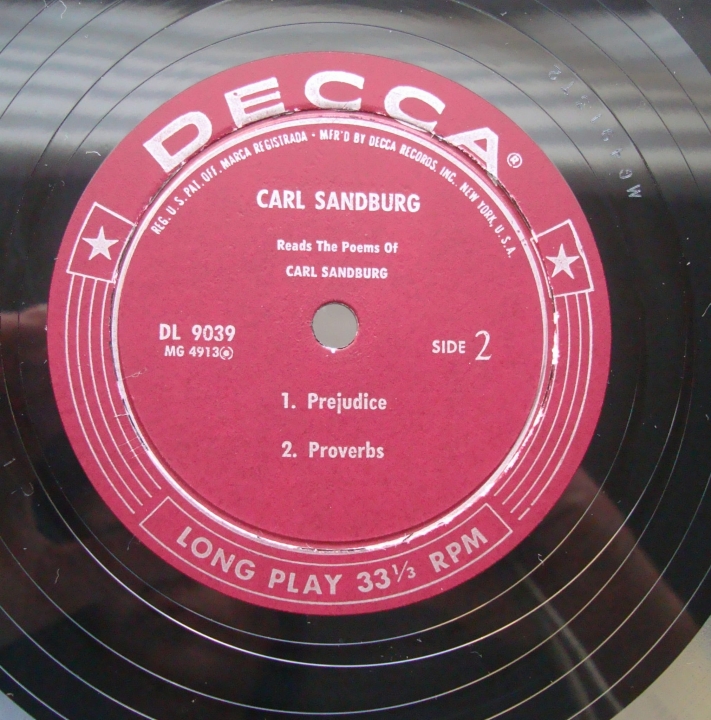 DECCA®
REG. U.S. PAT. OFF. MARCA REGISTRADA · MFR'D BY DECCA RECORDS, INC., NEW YORK, U.S.A.
CARL SANDBURG
Reads The Poems Of
CARL SANDBURG
DL 9039
MG 4913
SIDE 2
1. Prejudice
2. Proverbs
LONG PLAY 33⅓ RPM